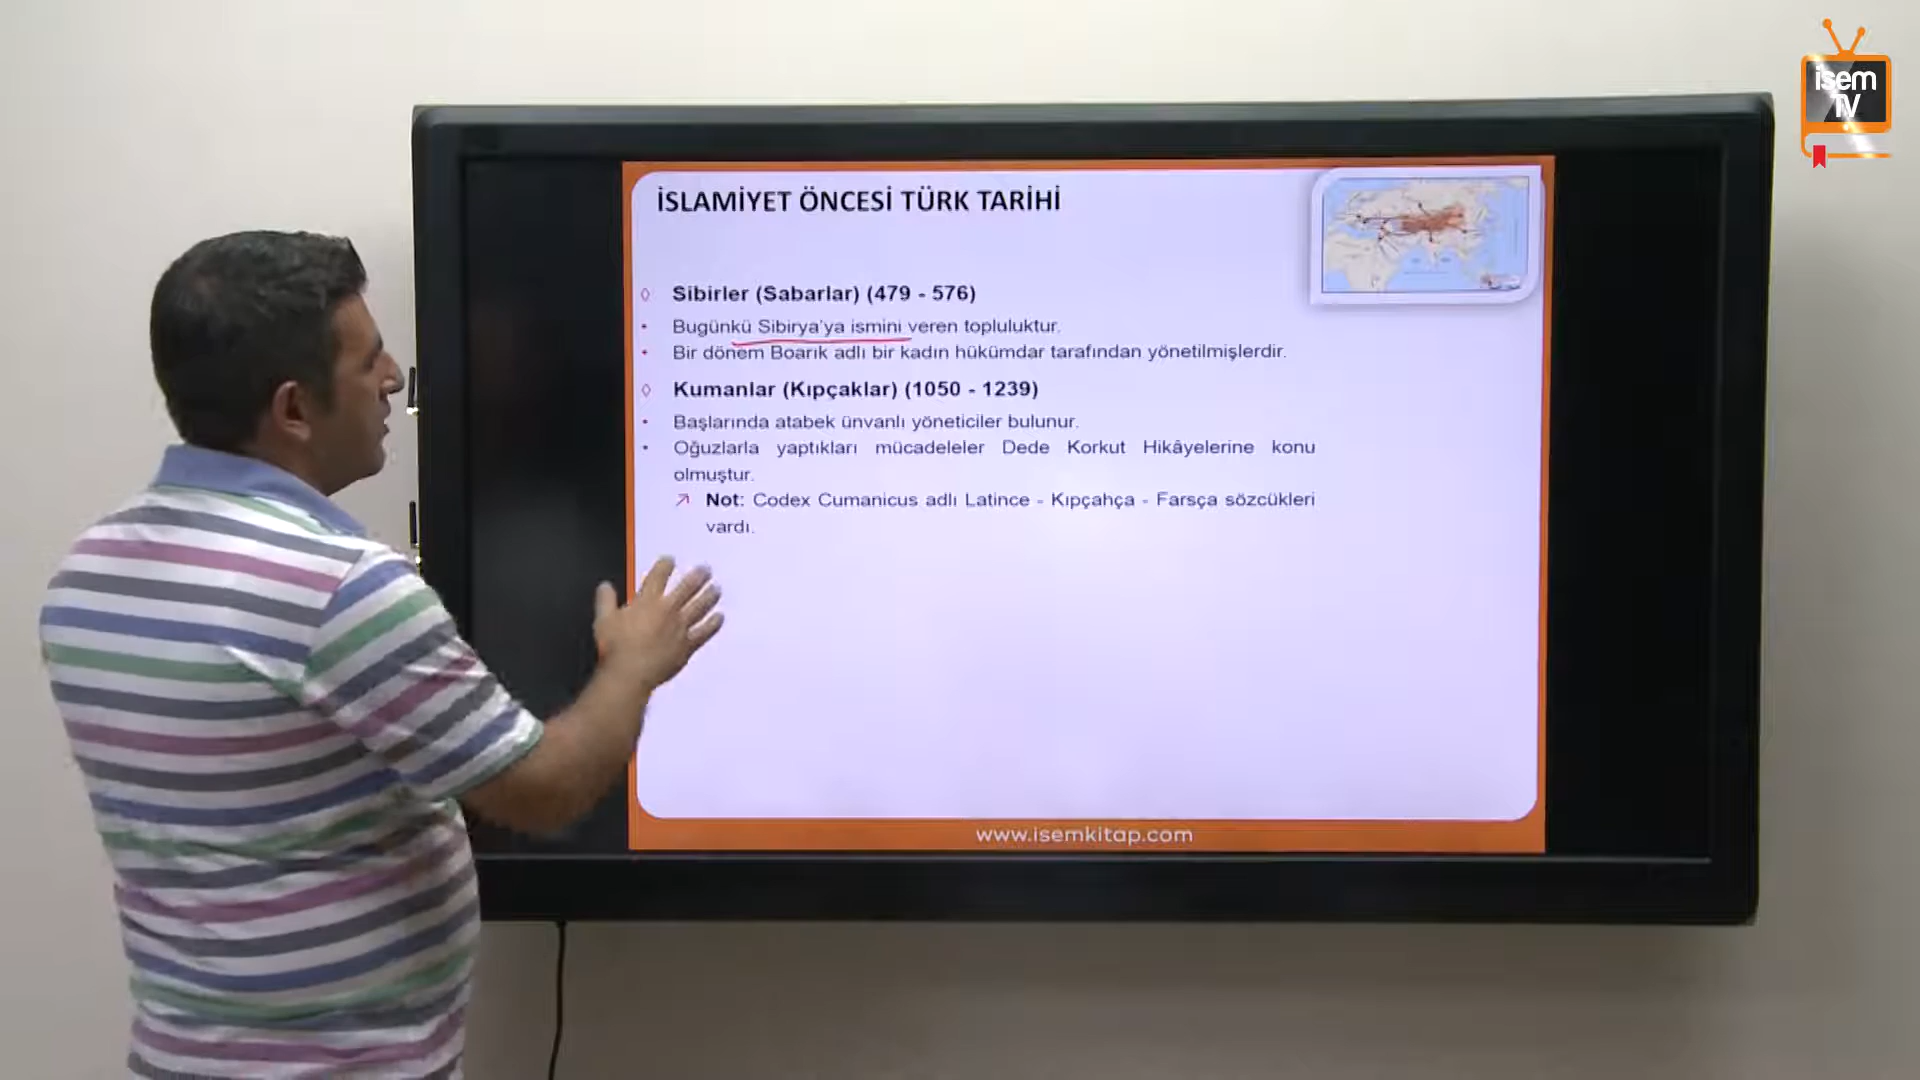 isem
TV
İSLAMİYET ÖNCESİ TÜRK TARİHİ
◊ Sibirler (Sabarlar) (479 - 576)
• Bugünkü Sibirya'ya ismini veren topluluktur.
• Bir dönem Boarık adlı bir kadın hükümdar tarafından yönetilmişlerdir.
◊ Kumanlar (Kıpçaklar) (1050 - 1239)
• Başlarında atabek ünvanlı yöneticiler bulunur.
• Oğuzlarla yaptıkları mücadeleler Dede Korkut Hikâyelerine konu
olmuştur.
Not: Codex Cumanicus adlı Latince - Kıpçahça - Farsça sözcükleri
vardı.
www.isemkitap.com